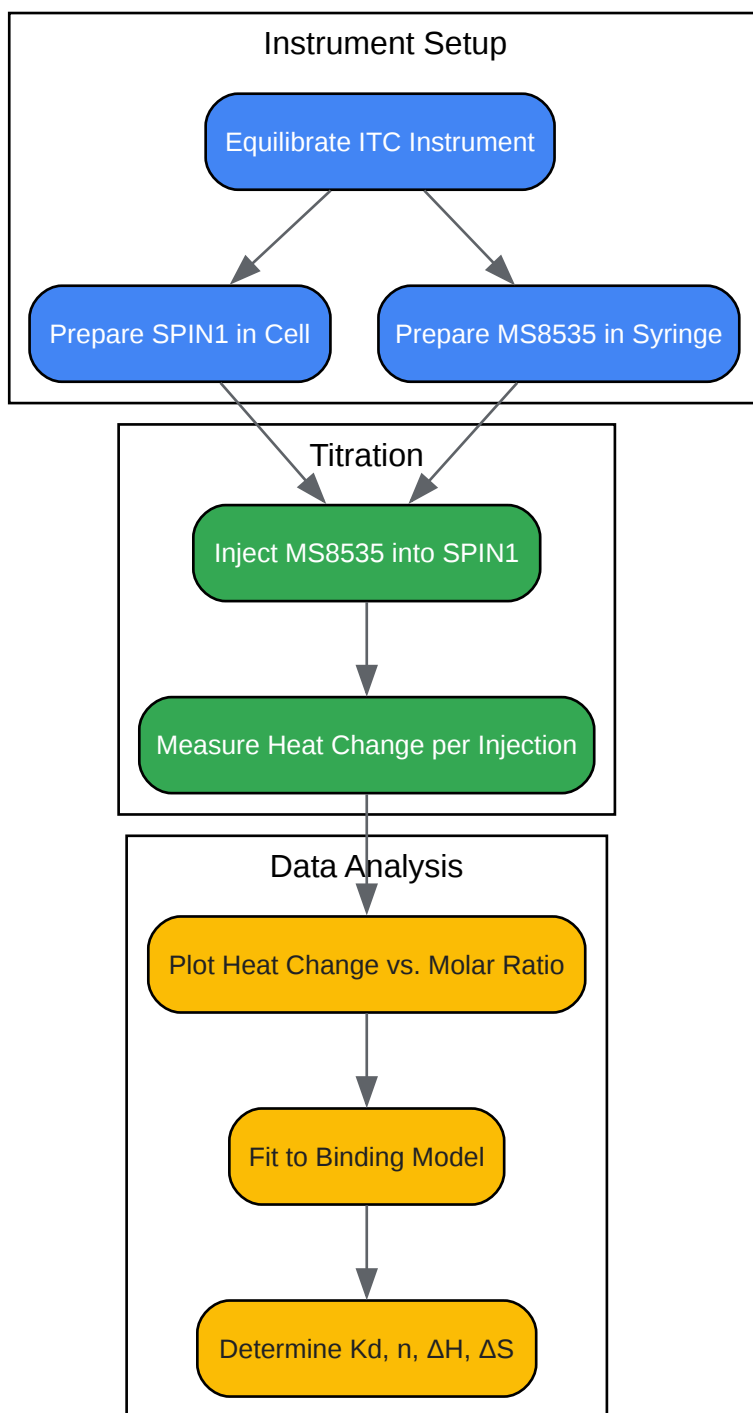 Instrument Setup
Equilibrate ITC Instrument
Prepare SPIN1 in Cell
Prepare MS8535 in Syringe
Titration
Inject MS8535 into SPIN1
Measure Heat Change per Injection
Data Analysis
Plot Heat Change vs. Molar Ratio
Fit to Binding Model
Determine Kd, n, ΔH, ΔS